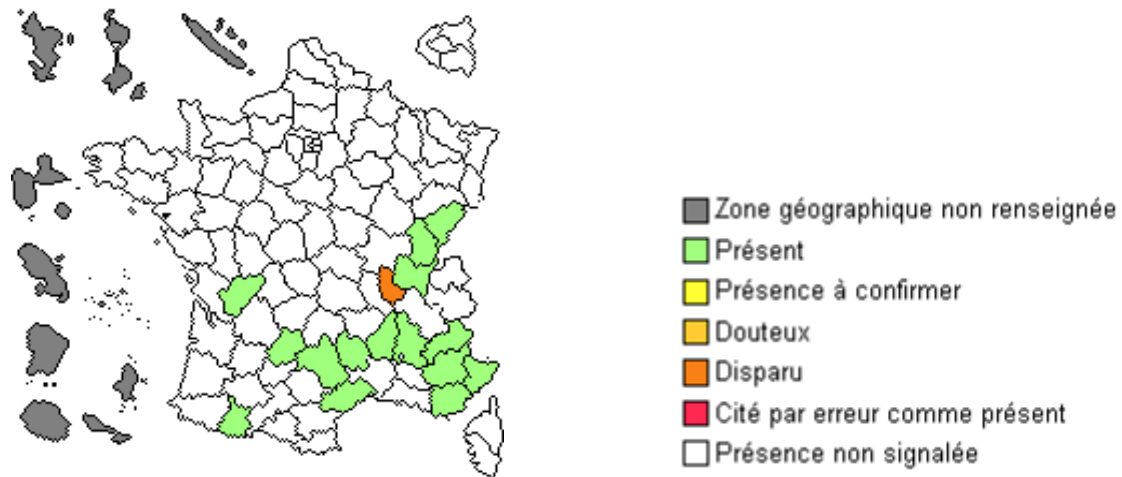 Zone géographique non renseignée
Présent
Présence à confirmer
Douteux
Disparu
Cité par erreur comme présent
Présence non signalée